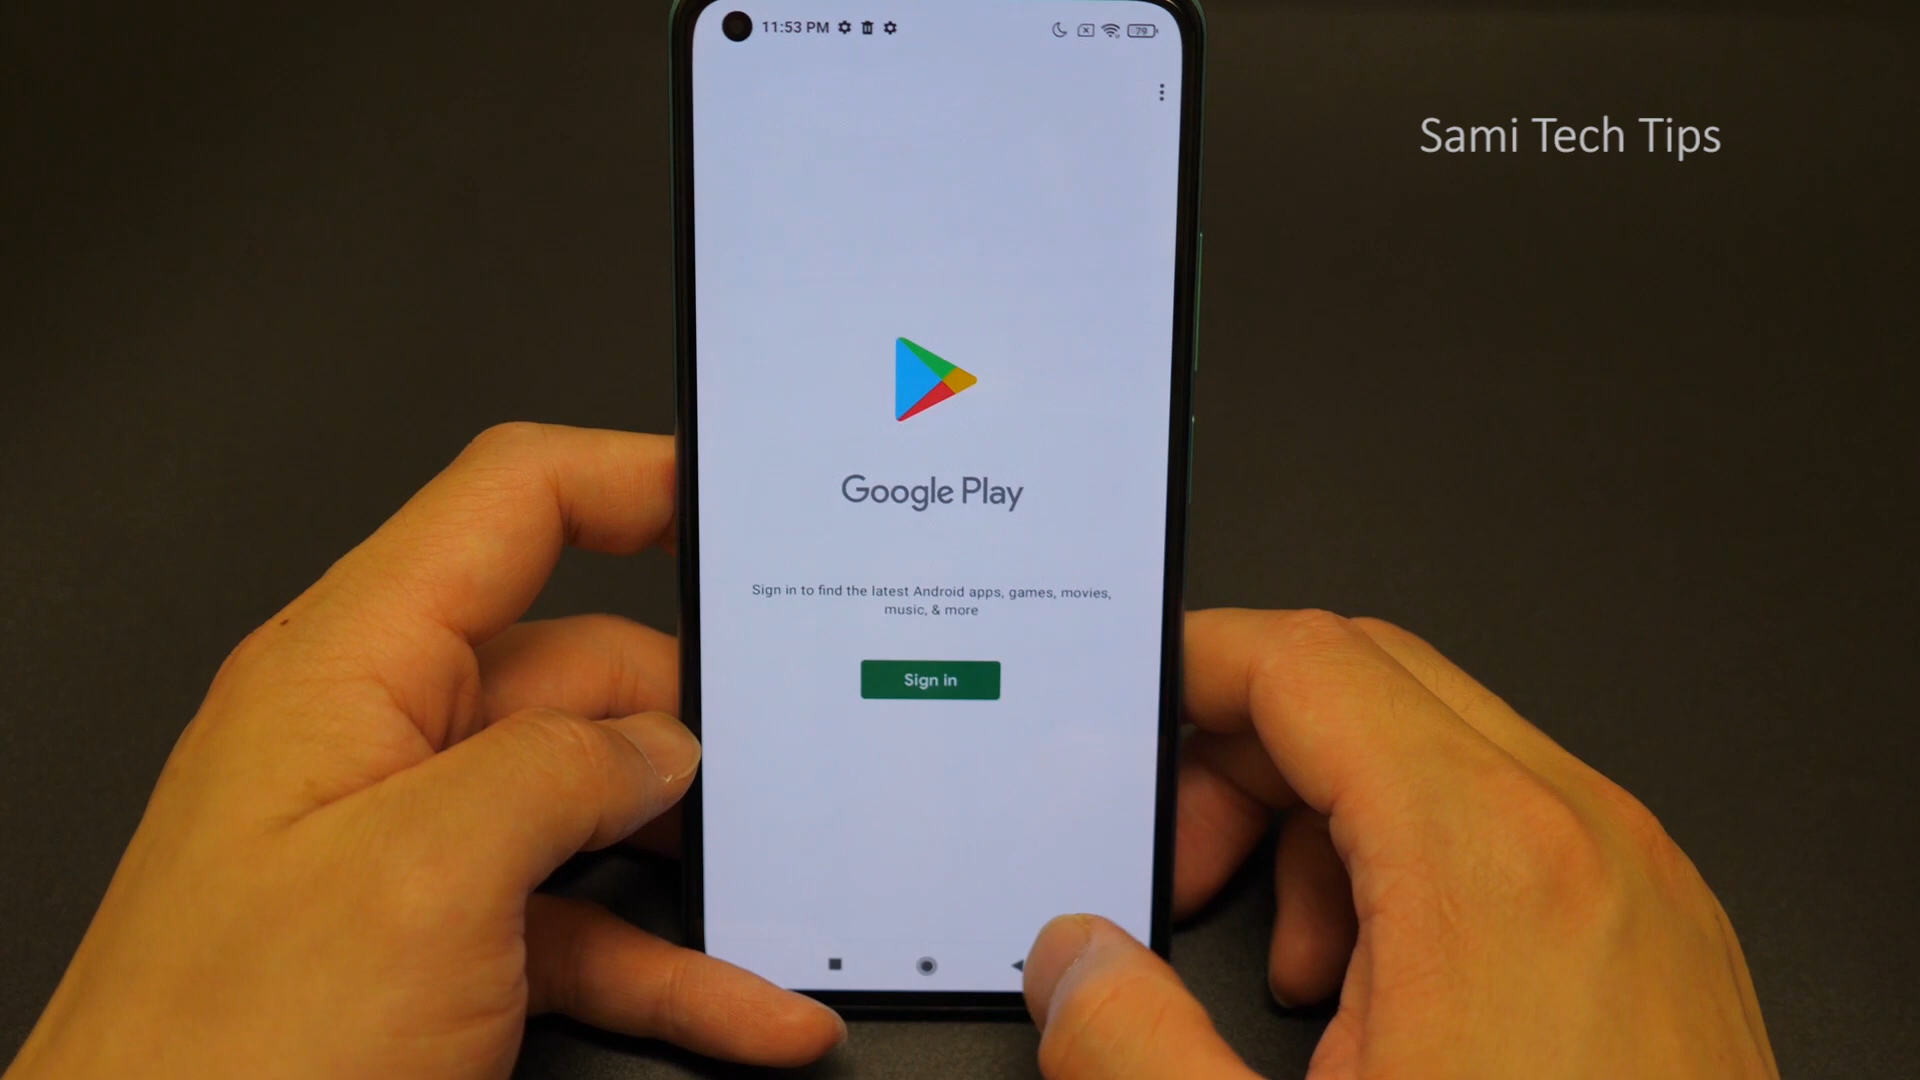 11:53 PM
79
Sami Tech Tips
Google Play
Sign in to find the latest Android apps, games, movies,
music, & more
Sign in